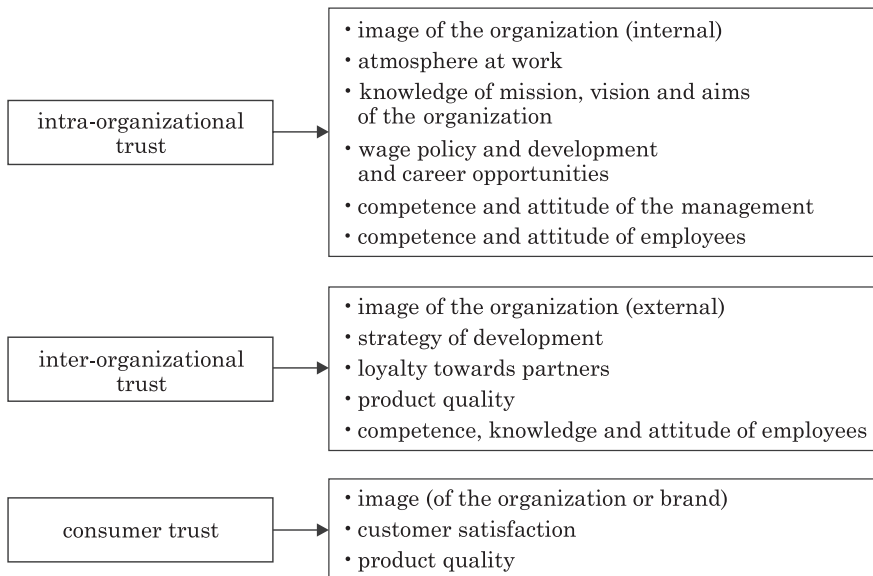 intra-organizational
trust
• image of the organization (internal)
• atmosphere at work
• knowledge of mission, vision and aims
of the organization
• wage policy and development
and career opportunities
• competence and attitude of the management
• competence and attitude of employees
inter-organizational
trust
• image of the organization (external)
• strategy of development
• loyalty towards partners
• product quality
• competence, knowledge and attitude of employees
consumer trust
• image (of the organization or brand)
• customer satisfaction
• product quality